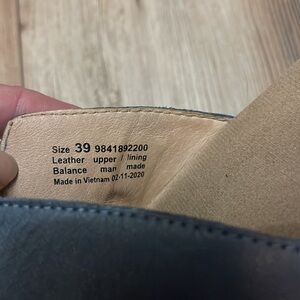 Size 39 9841892200
Leather upper / lining
Balance man made
Made in Vietnam 02-11-2020